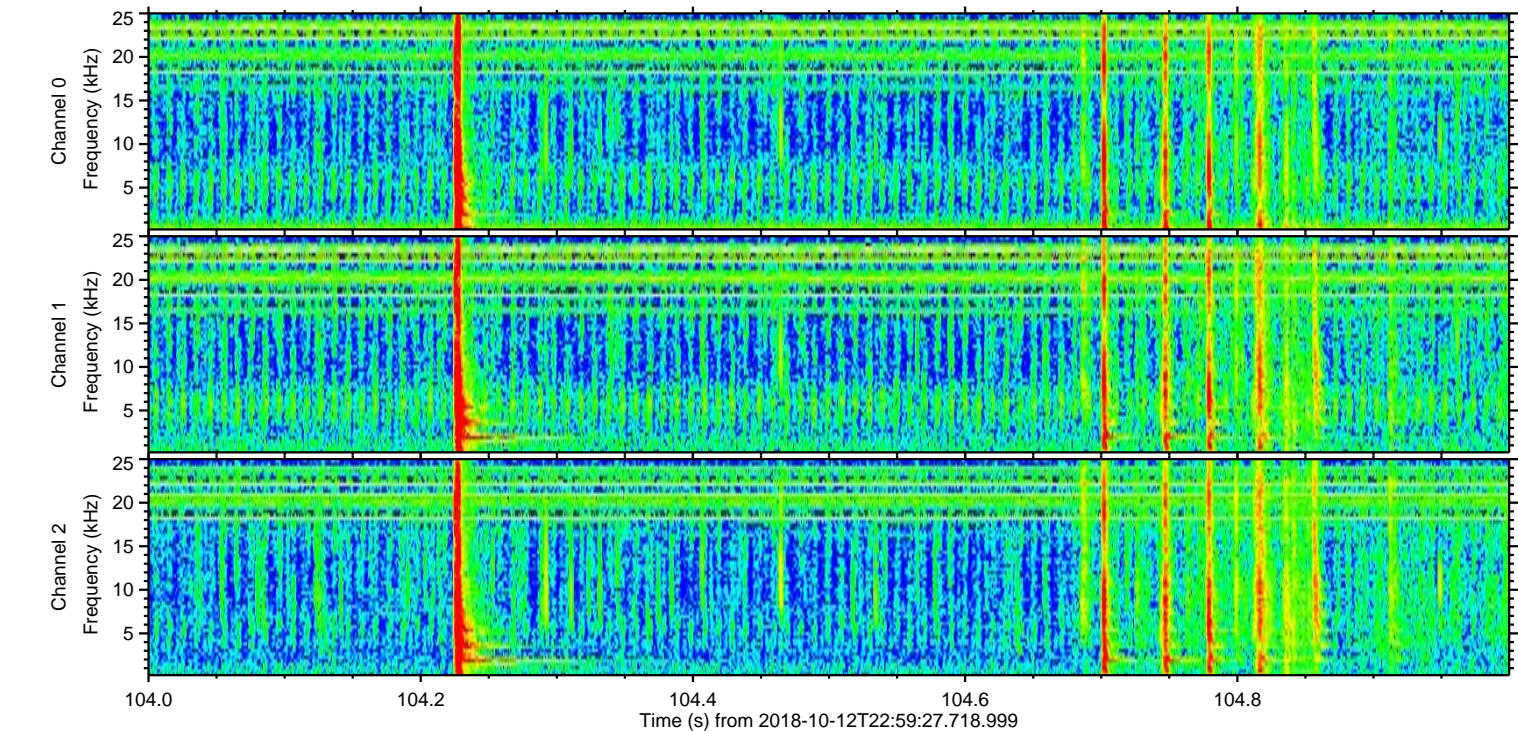 Channel 0
Frequency (kHz)
25
20
15
10
5
Channel 1
Frequency (kHz)
25
20
15
10
5
Channel 2
Frequency (kHz)
25
20
15
10
5
104.0 104.2 104.4 104.6 104.8
Time (s) from 2018-10-12T22:59:27.718.999